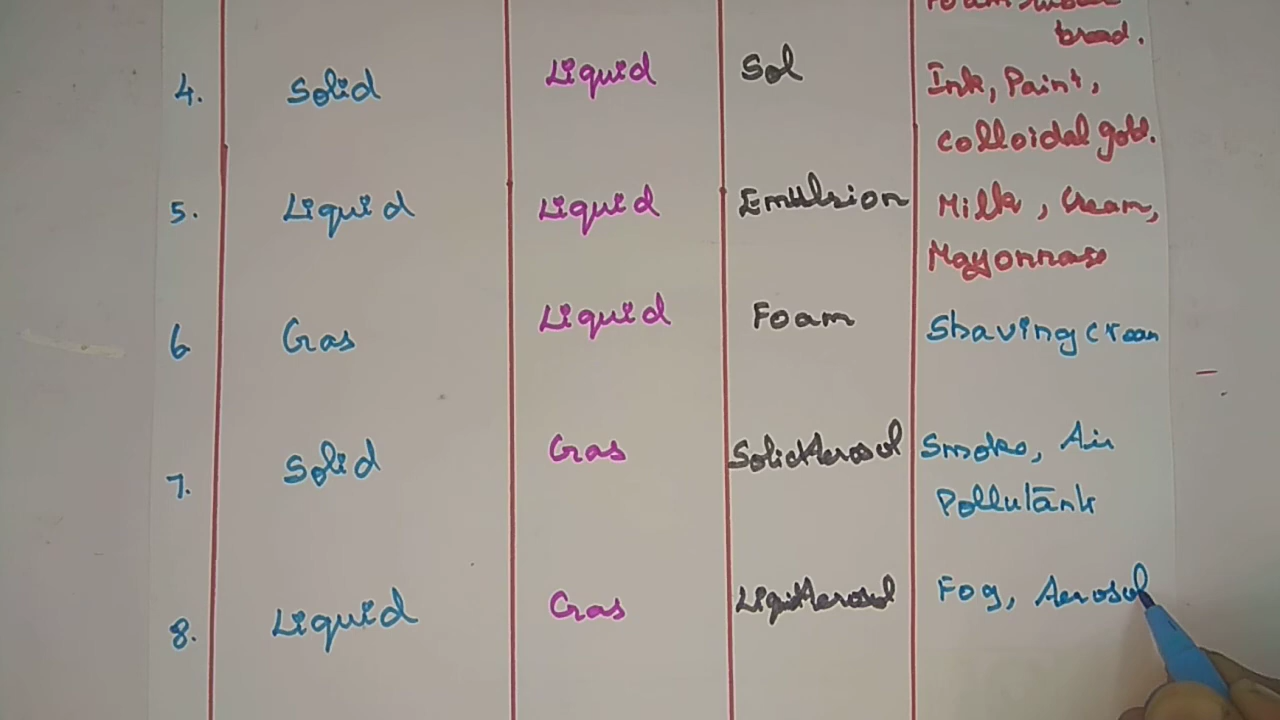 bread.
4. Solid Liquid Sol Ink, Paint,
colloidal gold.
5. Liquid Liquid Emulsion Milk, Cream,
Mayonnase
6 Gas Liquid Foam Shaving cream
7. Solid Gas Solid Aerosol Smoke, Air
Pollutants
8. Liquid Gas Liquid Aerosol Fog, Aerosol